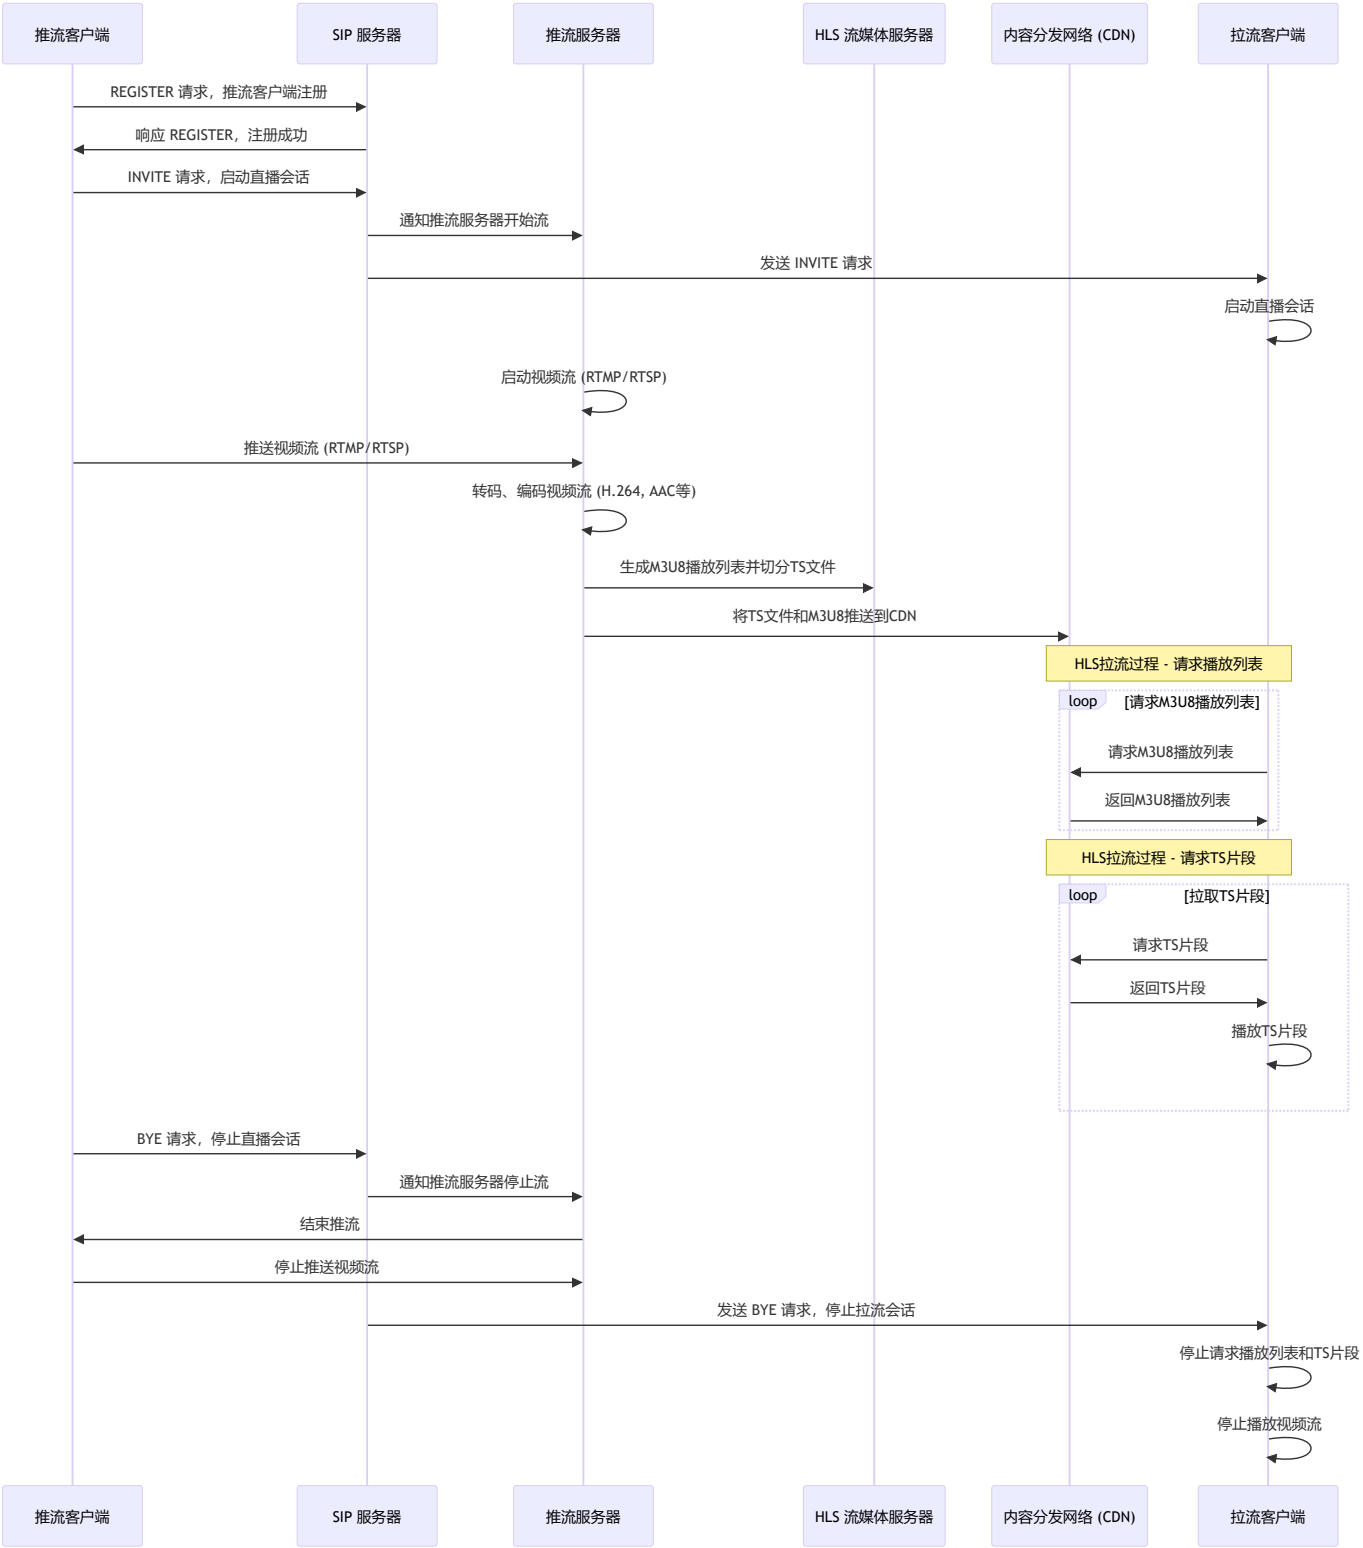 推流客户端
SIP 服务器
推流服务器
HLS 流媒体服务器
内容分发网络 (CDN)
拉流客户端
REGISTER 请求，推流客户端注册
响应 REGISTER，注册成功
INVITE 请求，启动直播会话
通知推流服务器开始流
发送 INVITE 请求
启动直播会话
启动视频流 (RTMP/RTSP)
推送视频流 (RTMP/RTSP)
转码、编码视频流 (H.264, AAC等)
生成M3U8播放列表并切分TS文件
将TS文件和M3U8推送到CDN
HLS拉流过程 - 请求播放列表
loop [请求M3U8播放列表]
请求M3U8播放列表
返回M3U8播放列表
HLS拉流过程 - 请求TS片段
loop [拉取TS片段]
请求TS片段
返回TS片段
播放TS片段
BYE 请求，停止直播会话
通知推流服务器停止流
结束推流
停止推送视频流
发送 BYE 请求，停止拉流会话
停止请求播放列表和TS片段
停止播放视频流
推流客户端
SIP 服务器
推流服务器
HLS 流媒体服务器
内容分发网络 (CDN)
拉流客户端